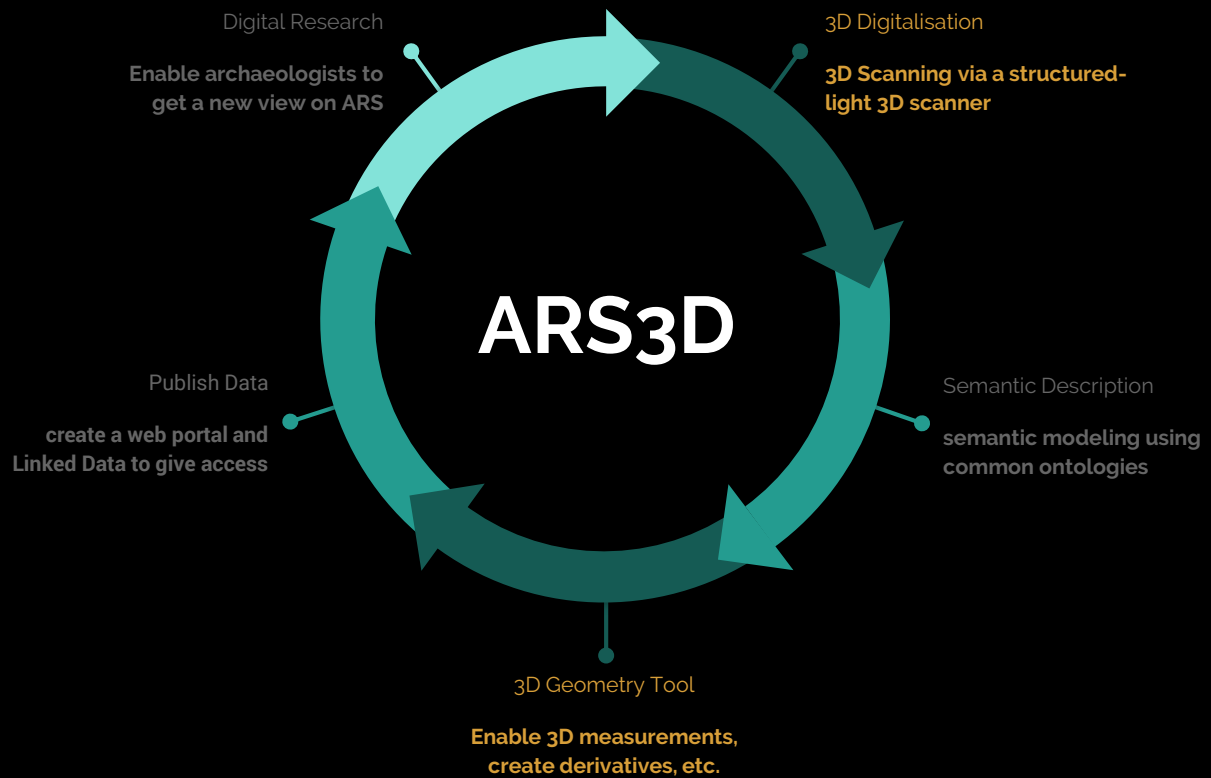 Digital Research
Enable archaeologists to
get a new view on ARS
3D Digitalisation
3D Scanning via a structured-
light 3D scanner
ARS3D
Publish Data
create a web portal and
Linked Data to give access
Semantic Description
semantic modeling using
common ontologies
3D Geometry Tool
Enable 3D measurements,
create derivatives, etc.